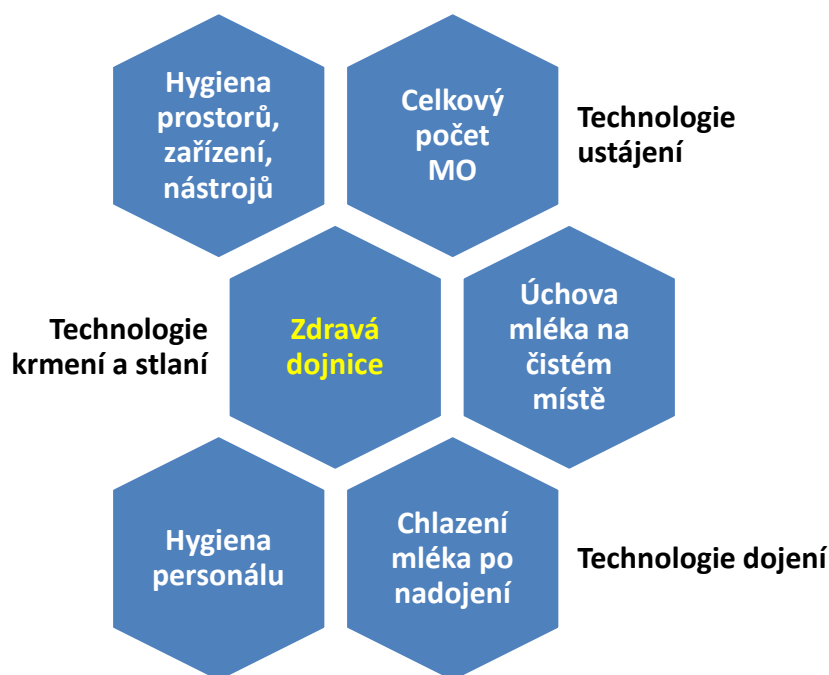 Hygiena
prostorů,
zařízení,
nástrojů
Celkový
počet
MO
Technologie
ustájení
Technologie
krmení a stlaní
Zdravá
dojnice
Úchova
mléka na
čistém
místě
Hygiena
personálu
Chlazení
mléka po
nadojení
Technologie dojení